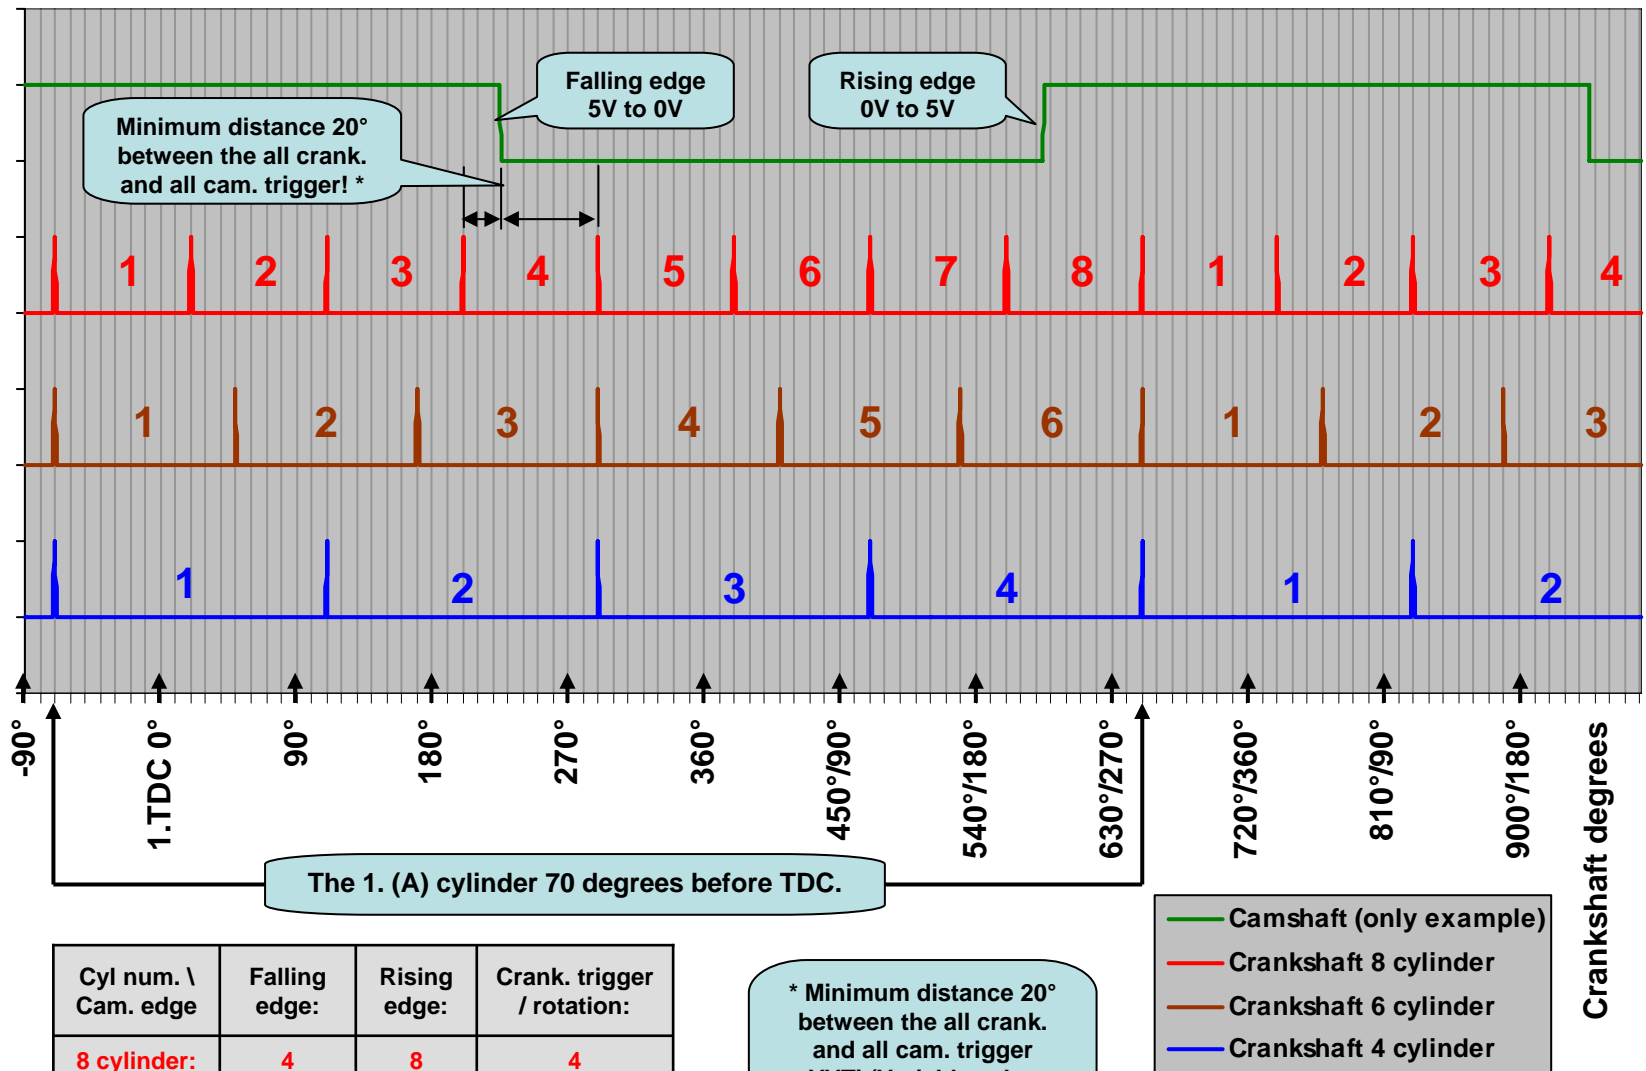 Falling edge
5V to 0V
Rising edge
0V to 5V
Minimum distance 20°
between the all crank.
and all cam. trigger! *
1 2 3 4 5 6 7 8 1 2 3 4
1 2 3 4 5 6 1 2 3
1 2 3 4 1 2
-90° 1.TDC 0° 90° 180° 270° 360° 450°/90° 540°/180° 630°/270° 720°/360° 810°/90° 900°/180°
Crankshaft degrees
The 1. (A) cylinder 70 degrees before TDC.
Camshaft (only example)
Crankshaft 8 cylinder
Crankshaft 6 cylinder
Crankshaft 4 cylinder
Cyl num. \ Falling Rising Crank. trigger
Cam. edge edge: edge: / rotation:
8 cylinder: 4 8 4
* Minimum distance 20°
between the all crank.
and all cam. trigger